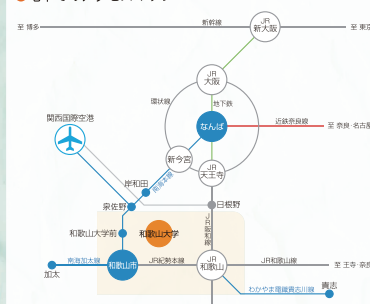 至 博多
新幹線
JR
新大阪
至 東京
JR
大阪
環状線
地下鉄
なんば
近鉄奈良線
至 奈良·名古屋
関西国際空港
新今宮
JR
天王寺
岸和田
南海本線
泉佐野
日根野
和歌山大学前
和歌山大学
JR阪和線
和歌山市
南海加太線
加太
JR紀勢本線
JR
和歌山
JR和歌山線
至 王寺·奈良
わかやま電鐵貴志川線
貴志